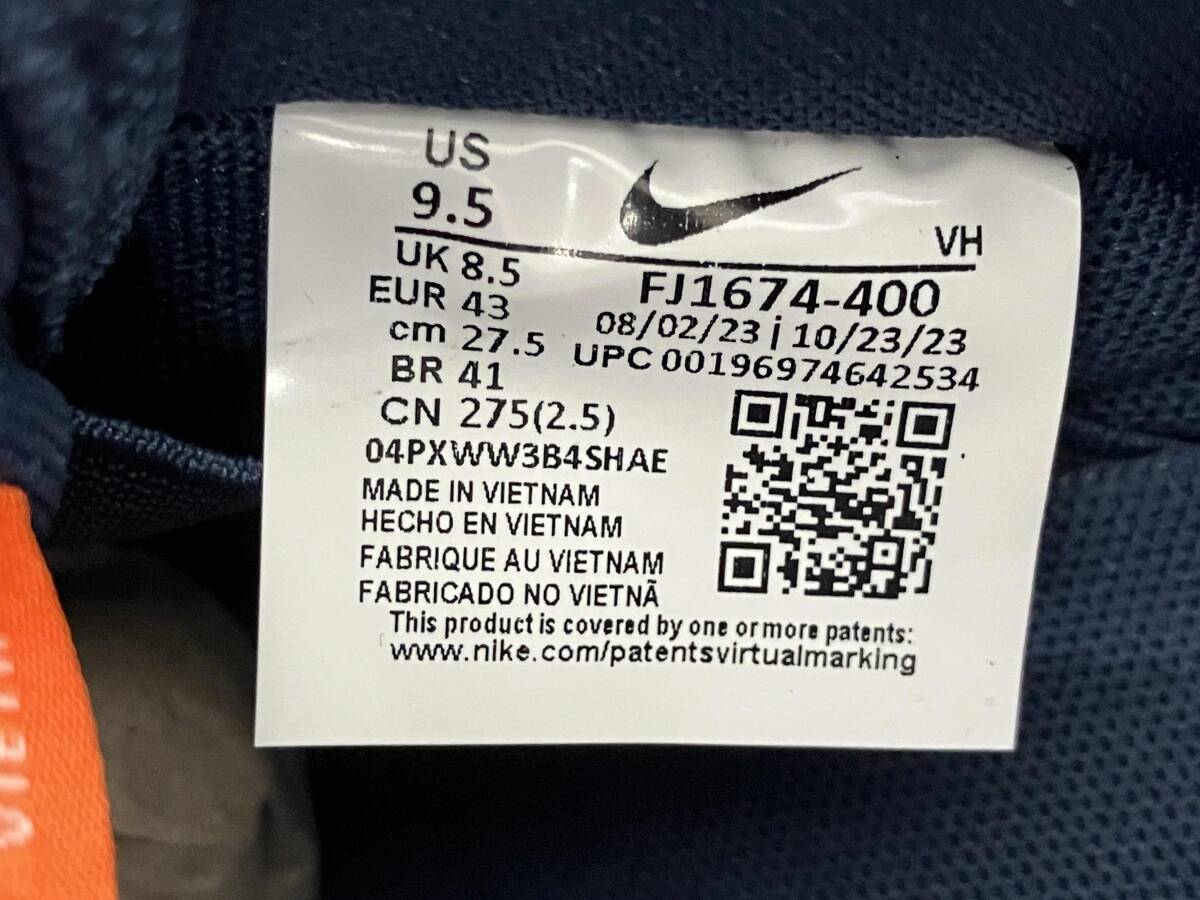 US
9.5
VH
UK 8.5
EUR 43
cm 27.5
BR 41
CN 275(2.5)
FJ1674-400
08/02/23 | 10/23/23
UPC 00196974642534
04PXWW3B4SHAE
MADE IN VIETNAM
HECHO EN VIETNAM
FABRIQUE AU VIETNAM
FABRICADO NO VIETNÃ
This product is covered by one or more patents:
www.nike.com/patentsvirtualmarking